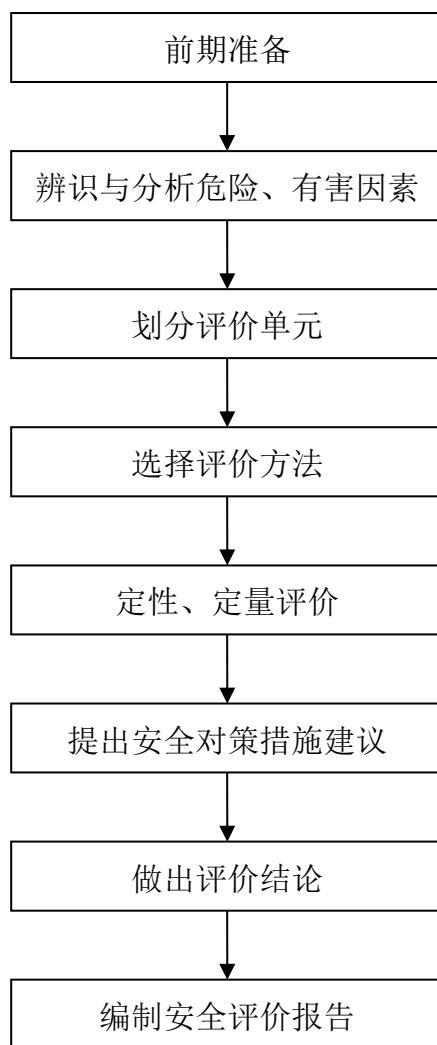 前期准备
辨识与分析危险、有害因素
划分评价单元
选择评价方法
定性、定量评价
提出安全对策措施建议
做出评价结论
编制安全评价报告